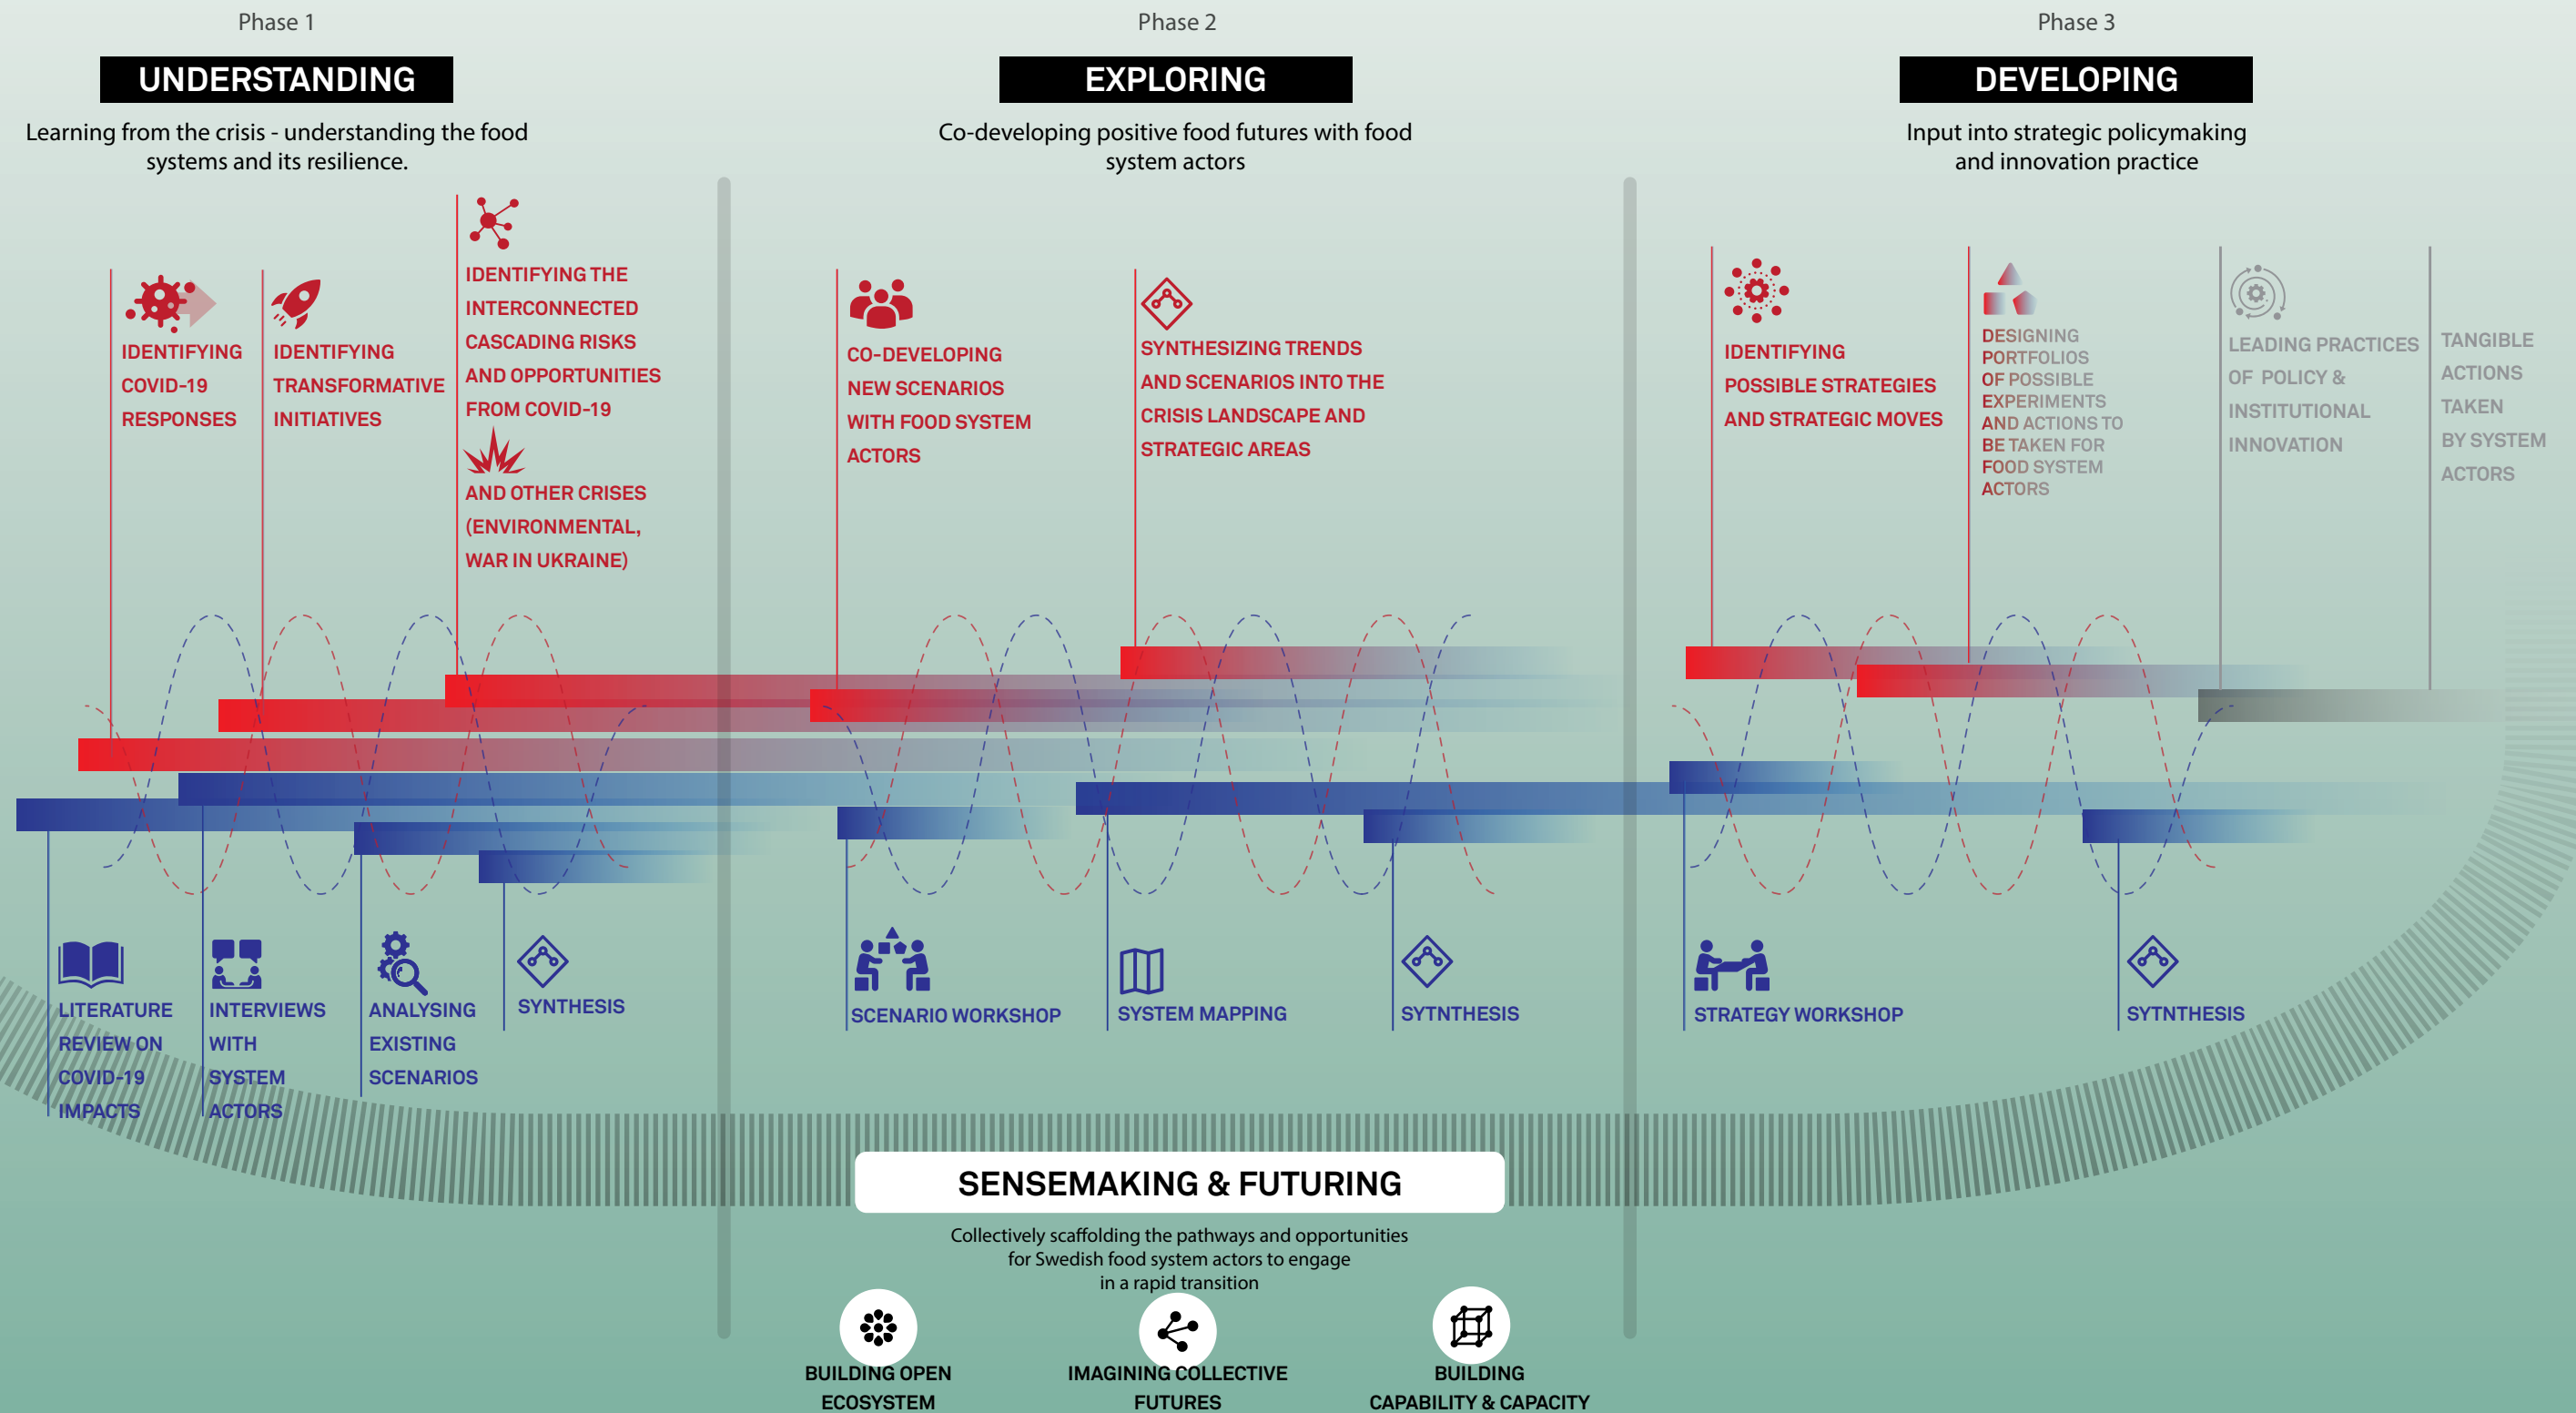 Phase 1
UNDERSTANDING
Learning from the crisis - understanding the food
systems and its resilience.
IDENTIFYING
COVID-19
RESPONSES
IDENTIFYING
TRANSFORMATIVE
INITIATIVES
IDENTIFYING THE
INTERCONNECTED
CASCADING RISKS
AND OPPORTUNITIES
FROM COVID-19
AND OTHER CRISES
(ENVIRONMENTAL,
WAR IN UKRAINE)
LITERATURE
REVIEW ON
COVID-19
IMPACTS
INTERVIEWS
WITH
SYSTEM
ACTORS
ANALYSING
EXISTING
SCENARIOS
SYNTHESIS
Phase 2
EXPLORING
Co-developing positive food futures with food
system actors
CO-DEVELOPING
NEW SCENARIOS
WITH FOOD SYSTEM
ACTORS
SYNTHESIZING TRENDS
AND SCENARIOS INTO THE
CRISIS LANDSCAPE AND
STRATEGIC AREAS
SCENARIO WORKSHOP
SYSTEM MAPPING
SYTNTHESIS
Phase 3
DEVELOPING
Input into strategic policymaking
and innovation practice
IDENTIFYING
POSSIBLE STRATEGIES
AND STRATEGIC MOVES
DESIGNING
PORTFOLIOS
OF POSSIBLE
EXPERIMENTS
AND ACTIONS TO
BE TAKEN FOR
FOOD SYSTEM
ACTORS
LEADING PRACTICES
OF POLICY &
INSTITUTIONAL
INNOVATION
TANGIBLE
ACTIONS
TAKEN
BY SYSTEM
ACTORS
STRATEGY WORKSHOP
SYTNTHESIS
SENSEMAKING & FUTURING
Collectively scaffolding the pathways and opportunities
for Swedish food system actors to engage
in a rapid transition
BUILDING OPEN
ECOSYSTEM
IMAGINING COLLECTIVE
FUTURES
BUILDING
CAPABILITY & CAPACITY